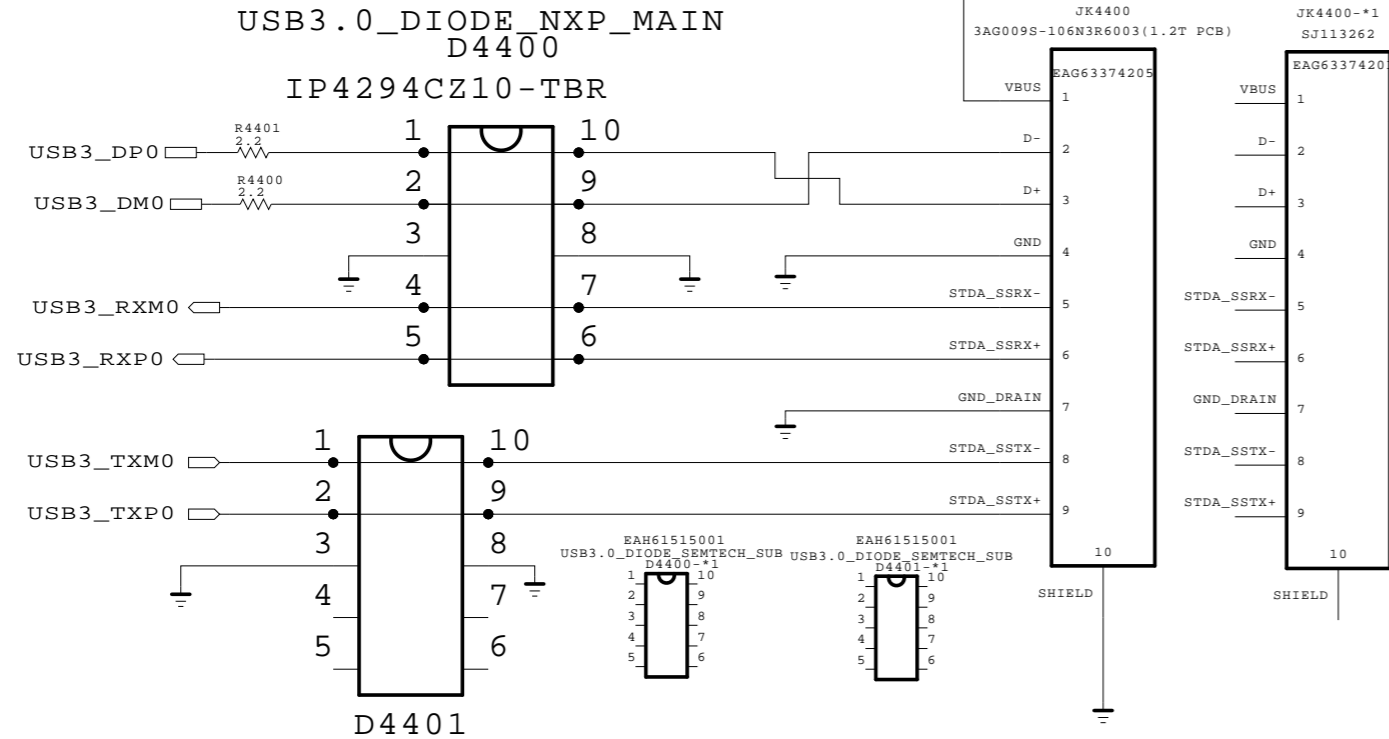 USB3.0_DIODE_NXP_MAIN
D4400
IP4294CZ10-TBR
USB3_DP0
R4401
2.2
USB3_DM0
R4400
2.2
USB3_RXM0
USB3_RXP0
1
2
3
4
5
10
9
8
7
6
USB3_TXM0
USB3_TXP0
1
2
3
4
5
10
9
8
7
6
D4401
EAH61515001
USB3.0_DIODE_SEMTECH_SUB
D4400-*1
1
2
3
4
5
10
9
8
7
6
EAH61515001
USB3.0_DIODE_SEMTECH_SUB
D4401-*1
1
2
3
4
5
10
9
8
7
6
JK4400
3AG009S-106N3R6003(1.2T PCB)
EAG63374205
VBUS 1
D- 2
D+ 3
GND 4
STDA_SSRX- 5
STDA_SSRX+ 6
GND_DRAIN 7
STDA_SSTX- 8
STDA_SSTX+ 9
10
SHIELD
JK4400-*1
SJ113262
VBUS 1
D- 2
D+ 3
GND 4
STDA_SSRX- 5
STDA_SSRX+ 6
GND_DRAIN 7
STDA_SSTX- 8
STDA_SSTX+ 9
10
SHIELD